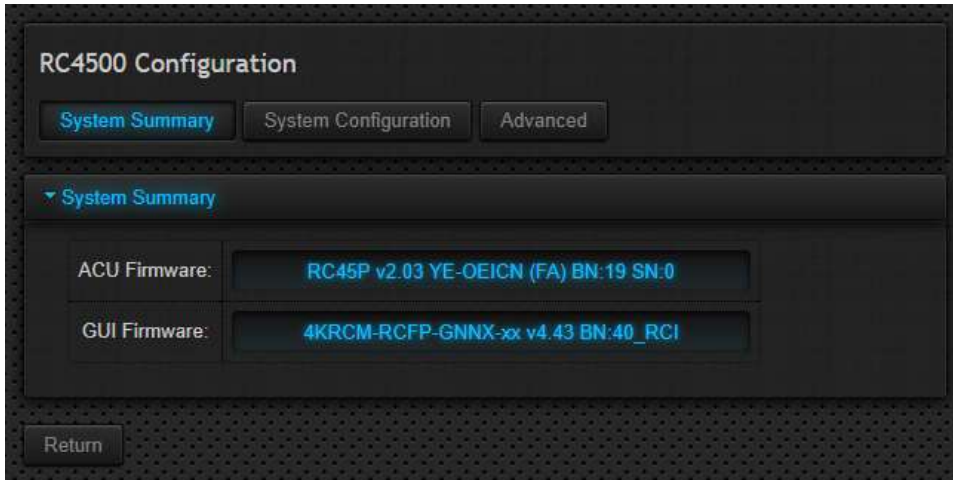 RC4500 Configuration
System Summary System Configuration Advanced
System Summary
ACU Firmware: RC45P v2.03 YE-OEICN (FA) BN:19 SN:0
GUI Firmware: 4KRCM-RCFP-GNNX-xx v4.43 BN:40_RCI
Return